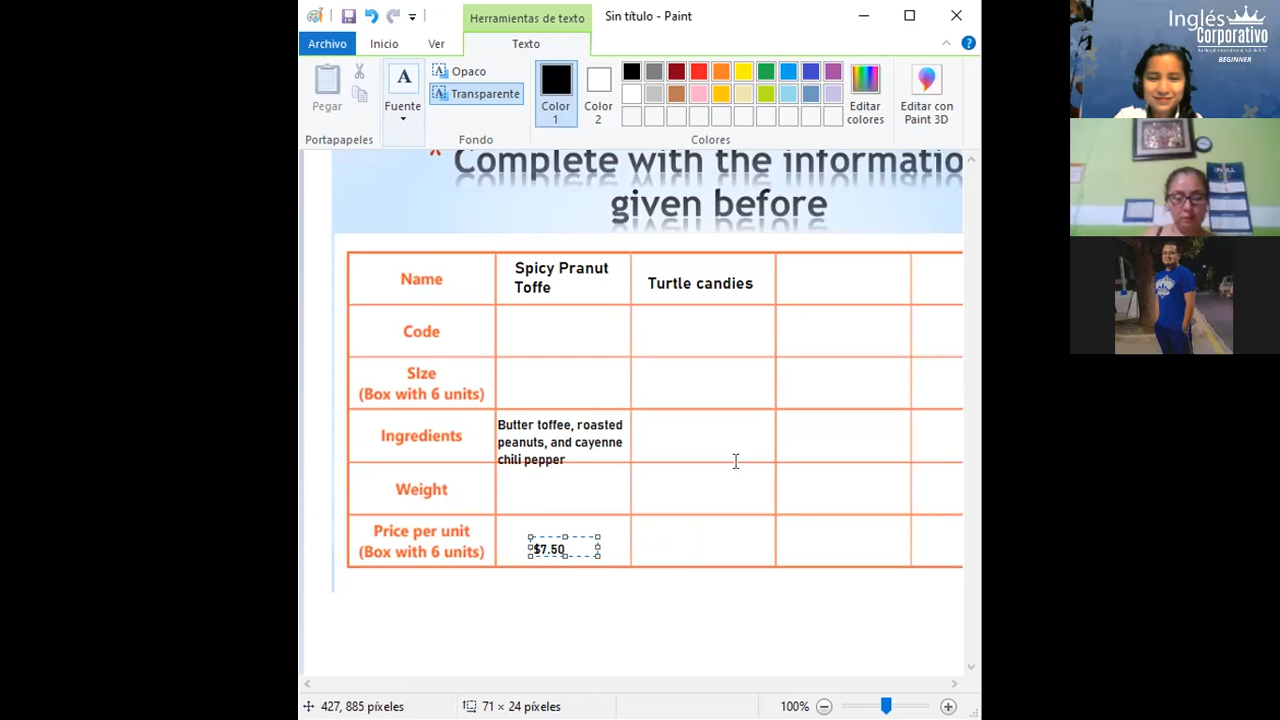 Herramientas de texto
Sin título - Paint
Archivo
Inicio
Ver
Texto
Pegar
Fuente
Opaco
Transparente
Color
1
Color
2
Editar
colores
Editar con
Paint 3D
Portapapeles
Fondo
Colores
* Complete with the informatio
given before
Name
Spicy Pranut
Toffe
Turtle candies
Code
SIze
(Box with 6 units)
Ingredients
Butter toffee, roasted
peanuts, and cayenne
chili pepper
Weight
Price per unit
(Box with 6 units)
$7.50
427, 885 píxeles
71 × 24 píxeles
100%
Inglés
Corporativo
BEGINNER